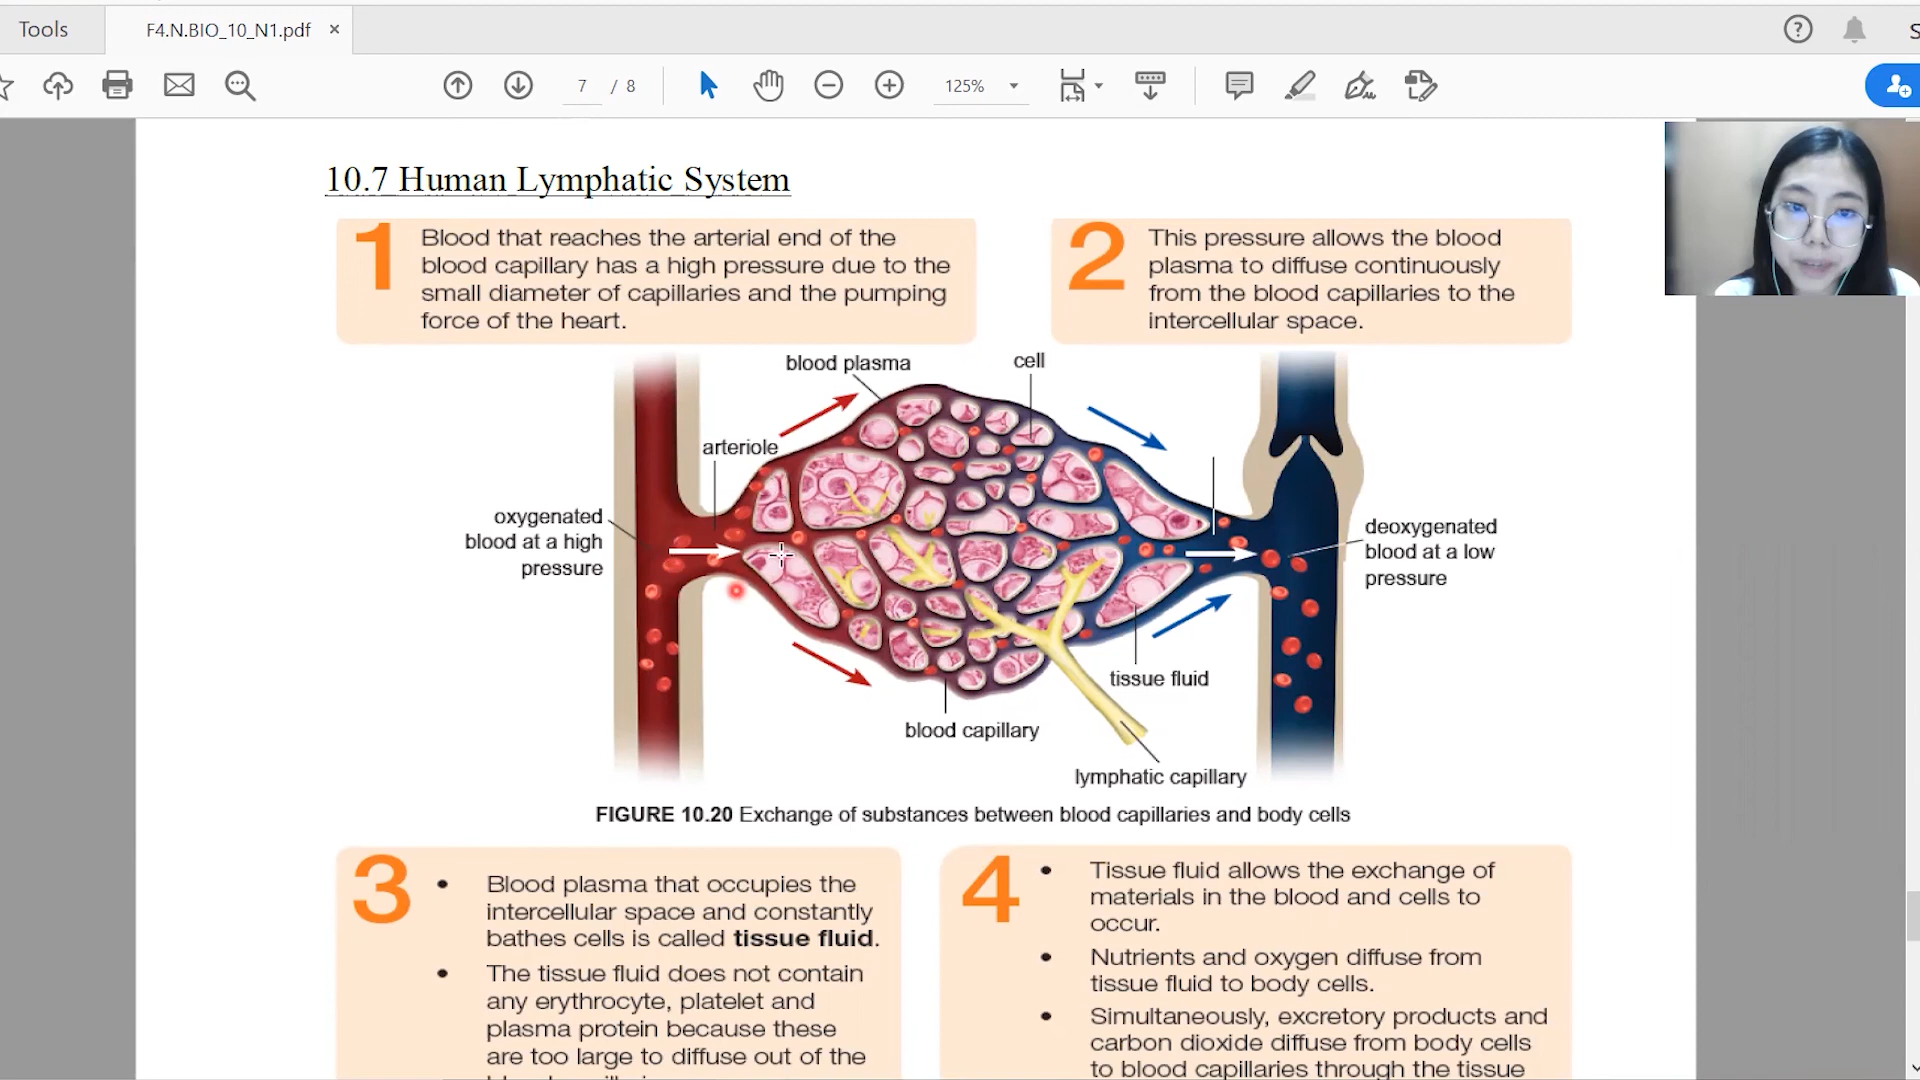 Tools
F4.N.BIO_10_N1.pdf
7 / 8
125%
10.7 Human Lymphatic System
1
Blood that reaches the arterial end of the
blood capillary has a high pressure due to the
small diameter of capillaries and the pumping
force of the heart.
2
This pressure allows the blood
plasma to diffuse continuously
from the blood capillaries to the
intercellular space.
blood plasma
cell
arteriole
oxygenated
blood at a high
pressure
deoxygenated
blood at a low
pressure
tissue fluid
blood capillary
lymphatic capillary
FIGURE 10.20 Exchange of substances between blood capillaries and body cells
3
• Blood plasma that occupies the
intercellular space and constantly
bathes cells is called tissue fluid.
• The tissue fluid does not contain
any erythrocyte, platelet and
plasma protein because these
are too large to diffuse out of the
4
• Tissue fluid allows the exchange of
materials in the blood and cells to
occur.
• Nutrients and oxygen diffuse from
tissue fluid to body cells.
• Simultaneously, excretory products and
carbon dioxide diffuse from body cells
to blood capillaries through the tissue